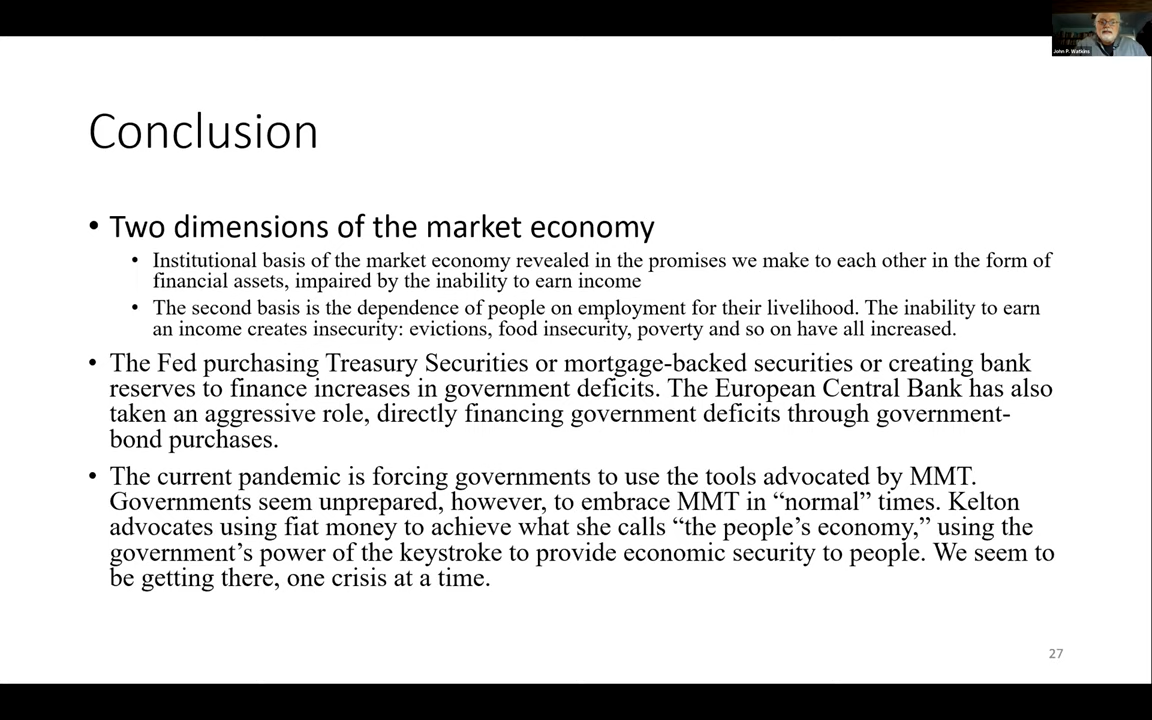 John P. Watkins
Conclusion
• Two dimensions of the market economy
• Institutional basis of the market economy revealed in the promises we make to each other in the form of
financial assets, impaired by the inability to earn income
• The second basis is the dependence of people on employment for their livelihood. The inability to earn
an income creates insecurity: evictions, food insecurity, poverty and so on have all increased.
• The Fed purchasing Treasury Securities or mortgage-backed securities or creating bank
reserves to finance increases in government deficits. The European Central Bank has also
taken an aggressive role, directly financing government deficits through government-
bond purchases.
• The current pandemic is forcing governments to use the tools advocated by MMT.
Governments seem unprepared, however, to embrace MMT in “normal” times. Kelton
advocates using fiat money to achieve what she calls “the people’s economy,” using the
government’s power of the keystroke to provide economic security to people. We seem to
be getting there, one crisis at a time.
27